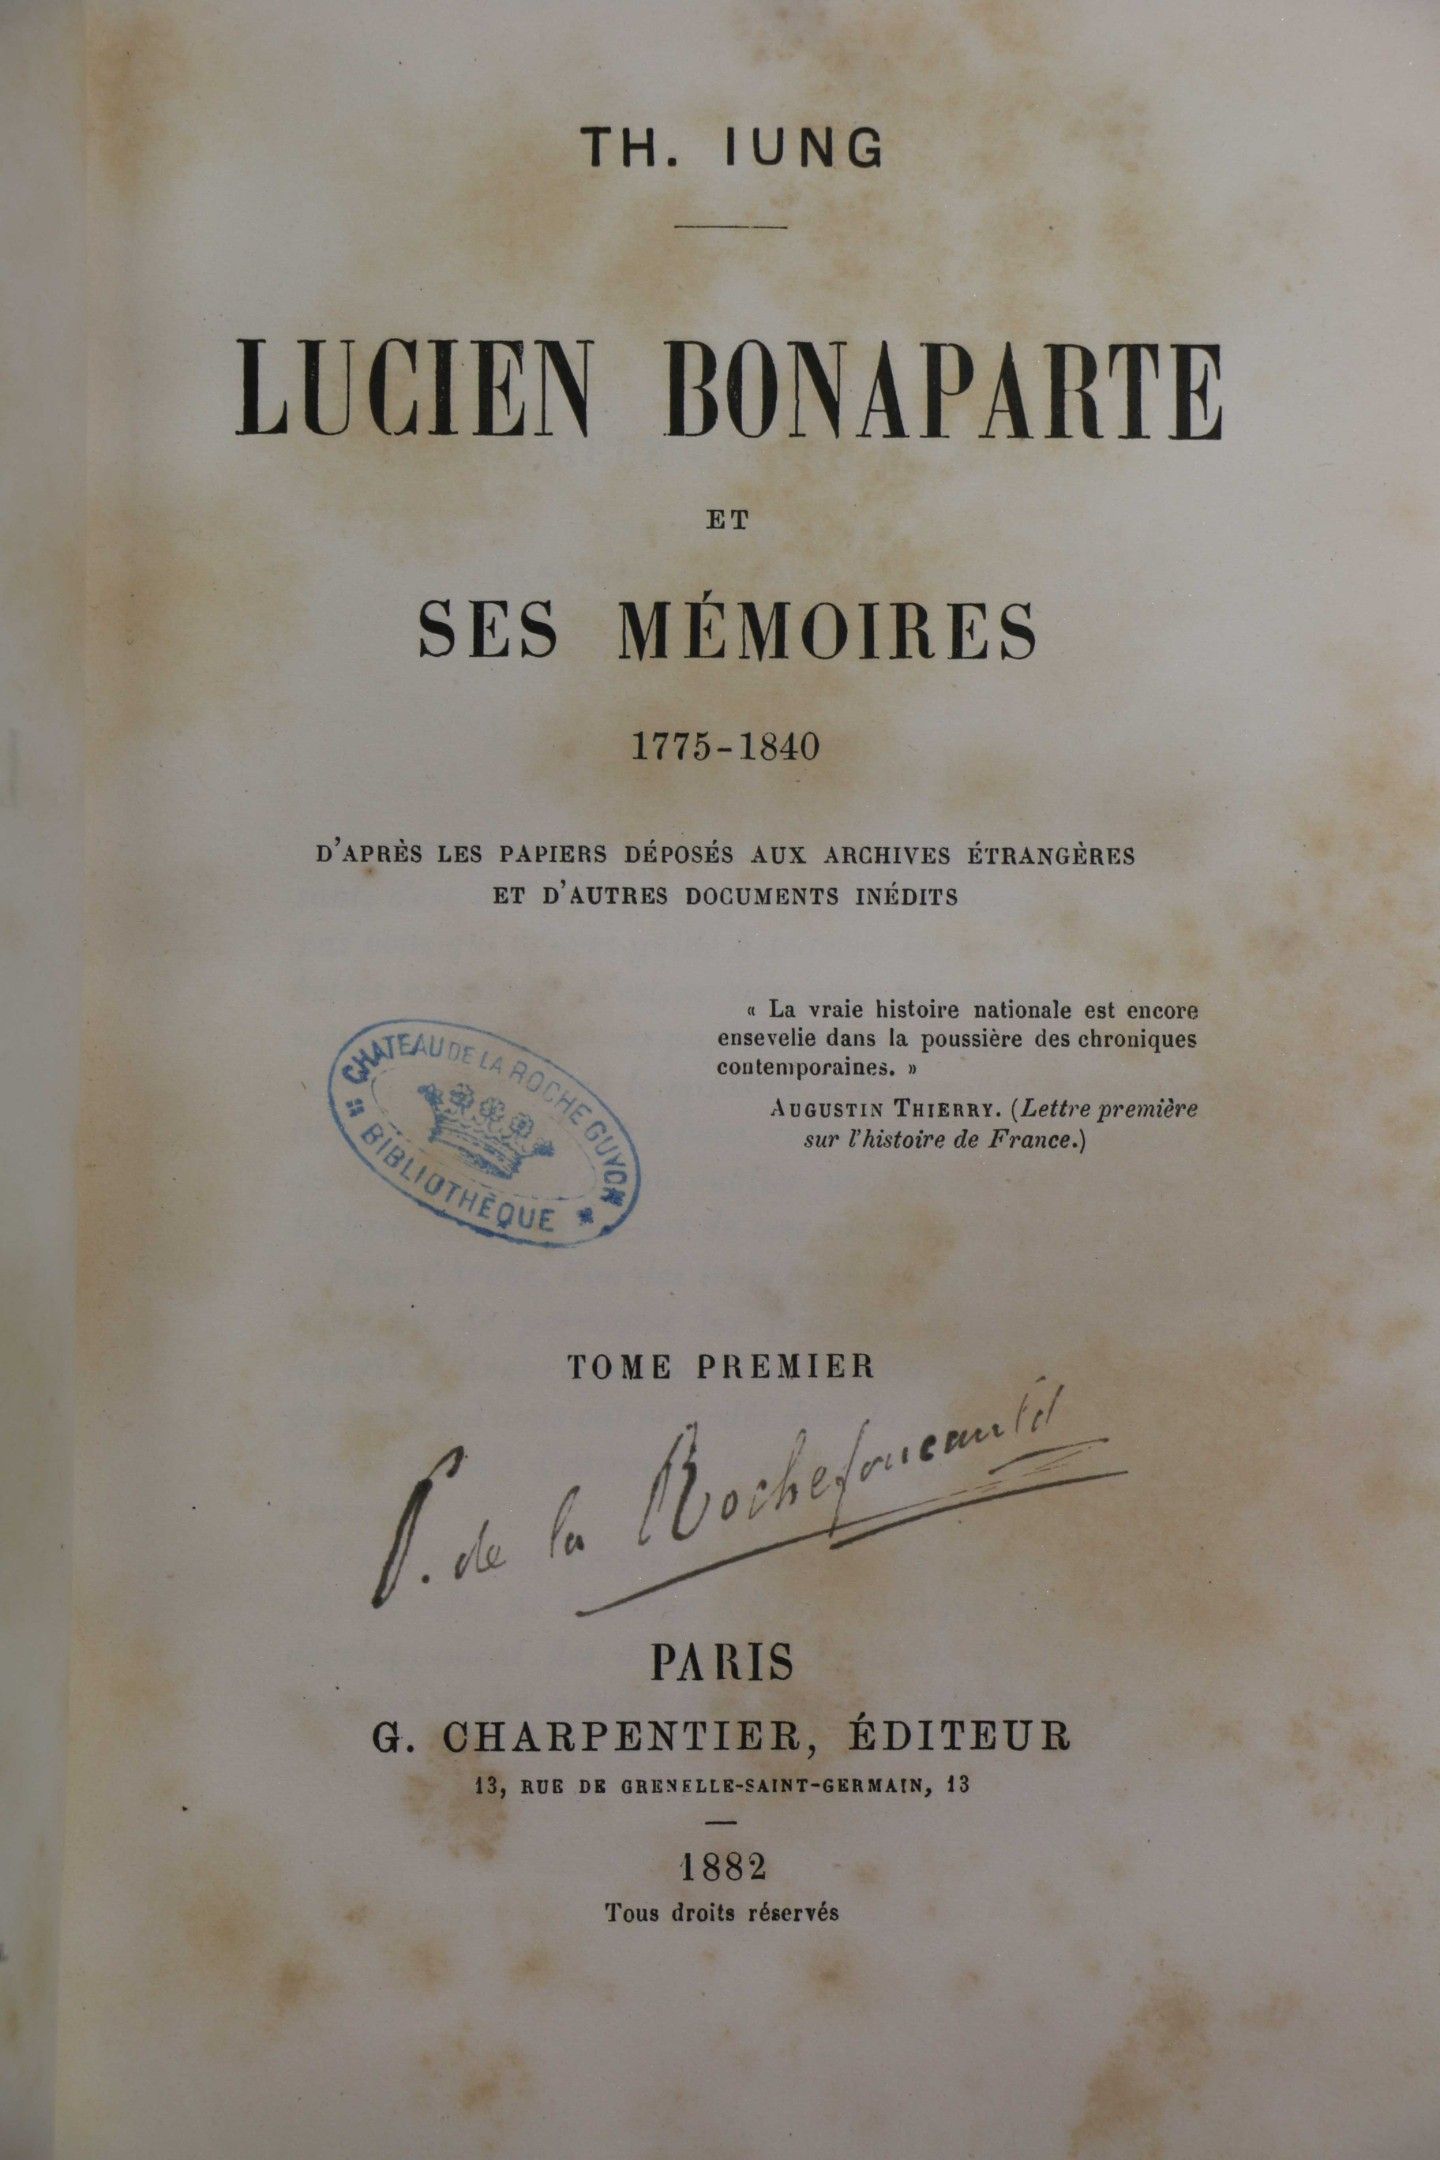 TH. IUNG
LUCIEN BONAPARTE
ET
SES MÉMOIRES
1775-1840
D'APRÈS LES PAPIERS DÉPOSÉS AUX ARCHIVES ÉTRANGÈRES
ET D'AUTRES DOCUMENTS INÉDITS
« La vraie histoire nationale est encore
ensevelie dans la poussière des chroniques
contemporaines. »
AUGUSTIN THIERRY. (Lettre première
sur l'histoire de France.)
CHATEAU DE LA ROCHE GUYON
BIBLIOTHÈQUE
TOME PREMIER
P. de la Rochefoucauld
PARIS
G. CHARPENTIER, ÉDITEUR
13, RUE DE GRENELLE-SAINT-GERMAIN, 13
1882
Tous droits réservés